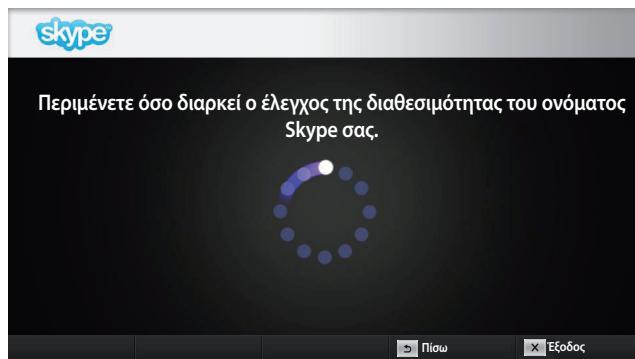 skype
Περιμένετε όσο διαρκεί ο έλεγχος της διαθεσιμότητας του ονόματος
Skype σας.
Πίσω
X Έξοδος